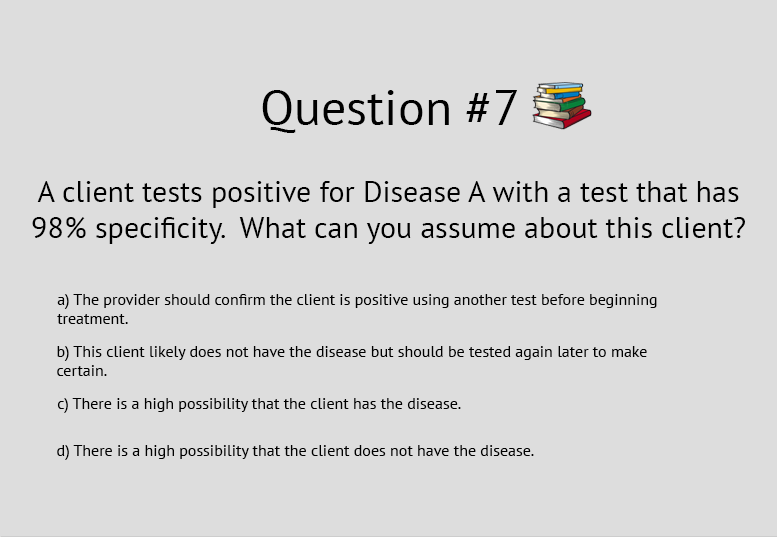 Question #7
A client tests positive for Disease A with a test that has
98% specificity.  What can you assume about this client?
a) The provider should confirm the client is positive using another test before beginning
treatment.
b) This client likely does not have the disease but should be tested again later to make
certain.
c) There is a high possibility that the client has the disease.
d) There is a high possibility that the client does not have the disease.